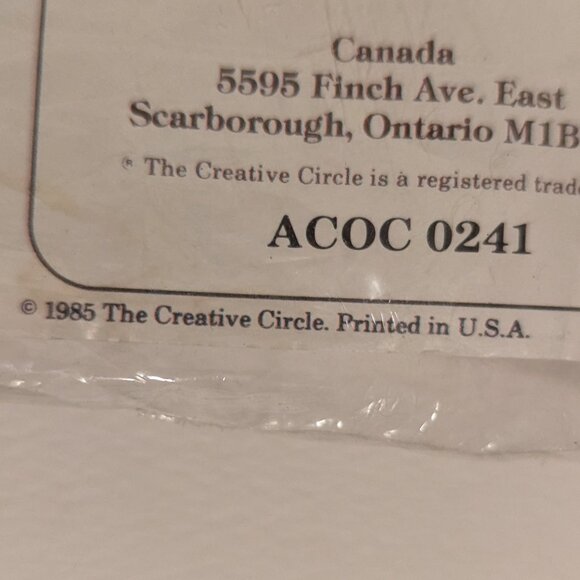 Canada
5595 Finch Ave. East
Scarborough, Ontario M1B
® The Creative Circle is a registered
ACOC 0241
© 1985 The Creative Circle. Printed in U.S.A.